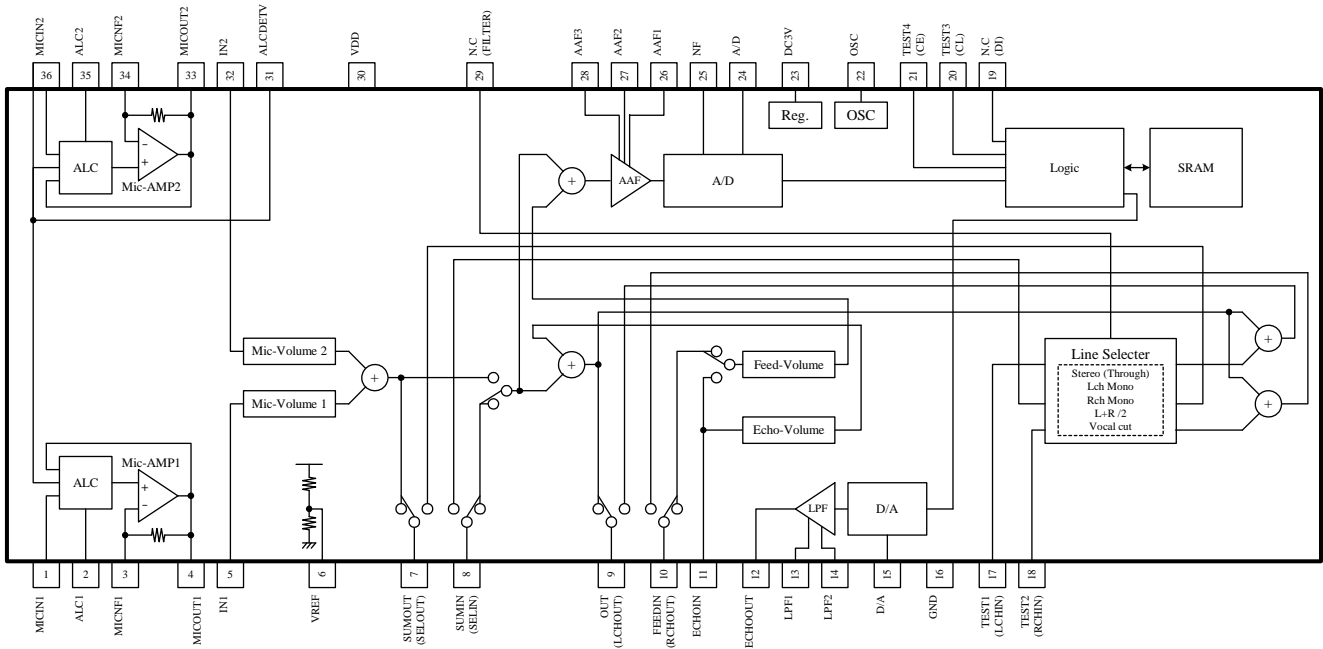 MICIN2
ALC2
MICNF2
MICOUT2
IN2
ALCDETV
VDD
N.C
(FILTER)
AAF3
AAF2
AAF1
NF
A/D
DC3V
OSC
TEST4
(CE)
TEST3
(CL)
N.C
(DI)
36
35
34
33
32
31
30
29
28
27
26
25
24
23
22
21
20
19
Reg.
OSC
−
+
ALC
Mic-AMP2
+
AAF
A/D
Logic
SRAM
Mic-Volume 2
+
Mic-Volume 1
+
Feed-Volume
Echo-Volume
Line Selecter
Stereo (Through)
Lch Mono
Rch Mono
L+R /2
Vocal cut
+
+
Mic-AMP1
ALC
+
−
LPF
D/A
1
2
3
4
5
6
7
8
9
10
11
12
13
14
15
16
17
18
MICIN1
ALC1
MICNF1
MICOUT1
IN1
VREF
SUMOUT
(SELOUT)
SUMIN
(SELIN)
OUT
(LCHOUT)
FEEDIN
(RCHOUT)
ECHOIN
ECHOOUT
LPF1
LPF2
D/A
GND
TEST1
(LCHIN)
TEST2
(RCHIN)